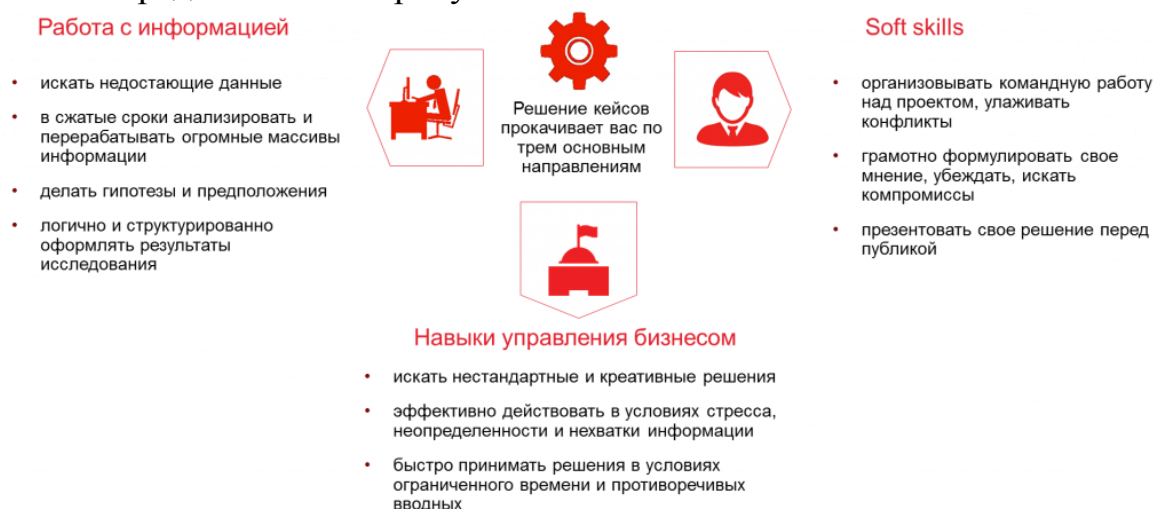 Работа с информацией
• искать недостающие данные
• в сжатые сроки анализировать и
перерабатывать огромные массивы
информации
• делать гипотезы и предположения
• логично и структурированно
оформлять результаты
исследования
Решение кейсов
прокачивает вас по
трем основным
направлениям
Soft skills
• организовывать командную работу
над проектом, улаживать
конфликты
• грамотно формулировать свое
мнение, убеждать, искать
компромиссы
• презентовать свое решение перед
публикой
Навыки управления бизнесом
• искать нестандартные и креативные решения
• эффективно действовать в условиях стресса,
неопределенности и нехватки информации
• быстро принимать решения в условиях
ограниченного времени и противоречивых
вводных